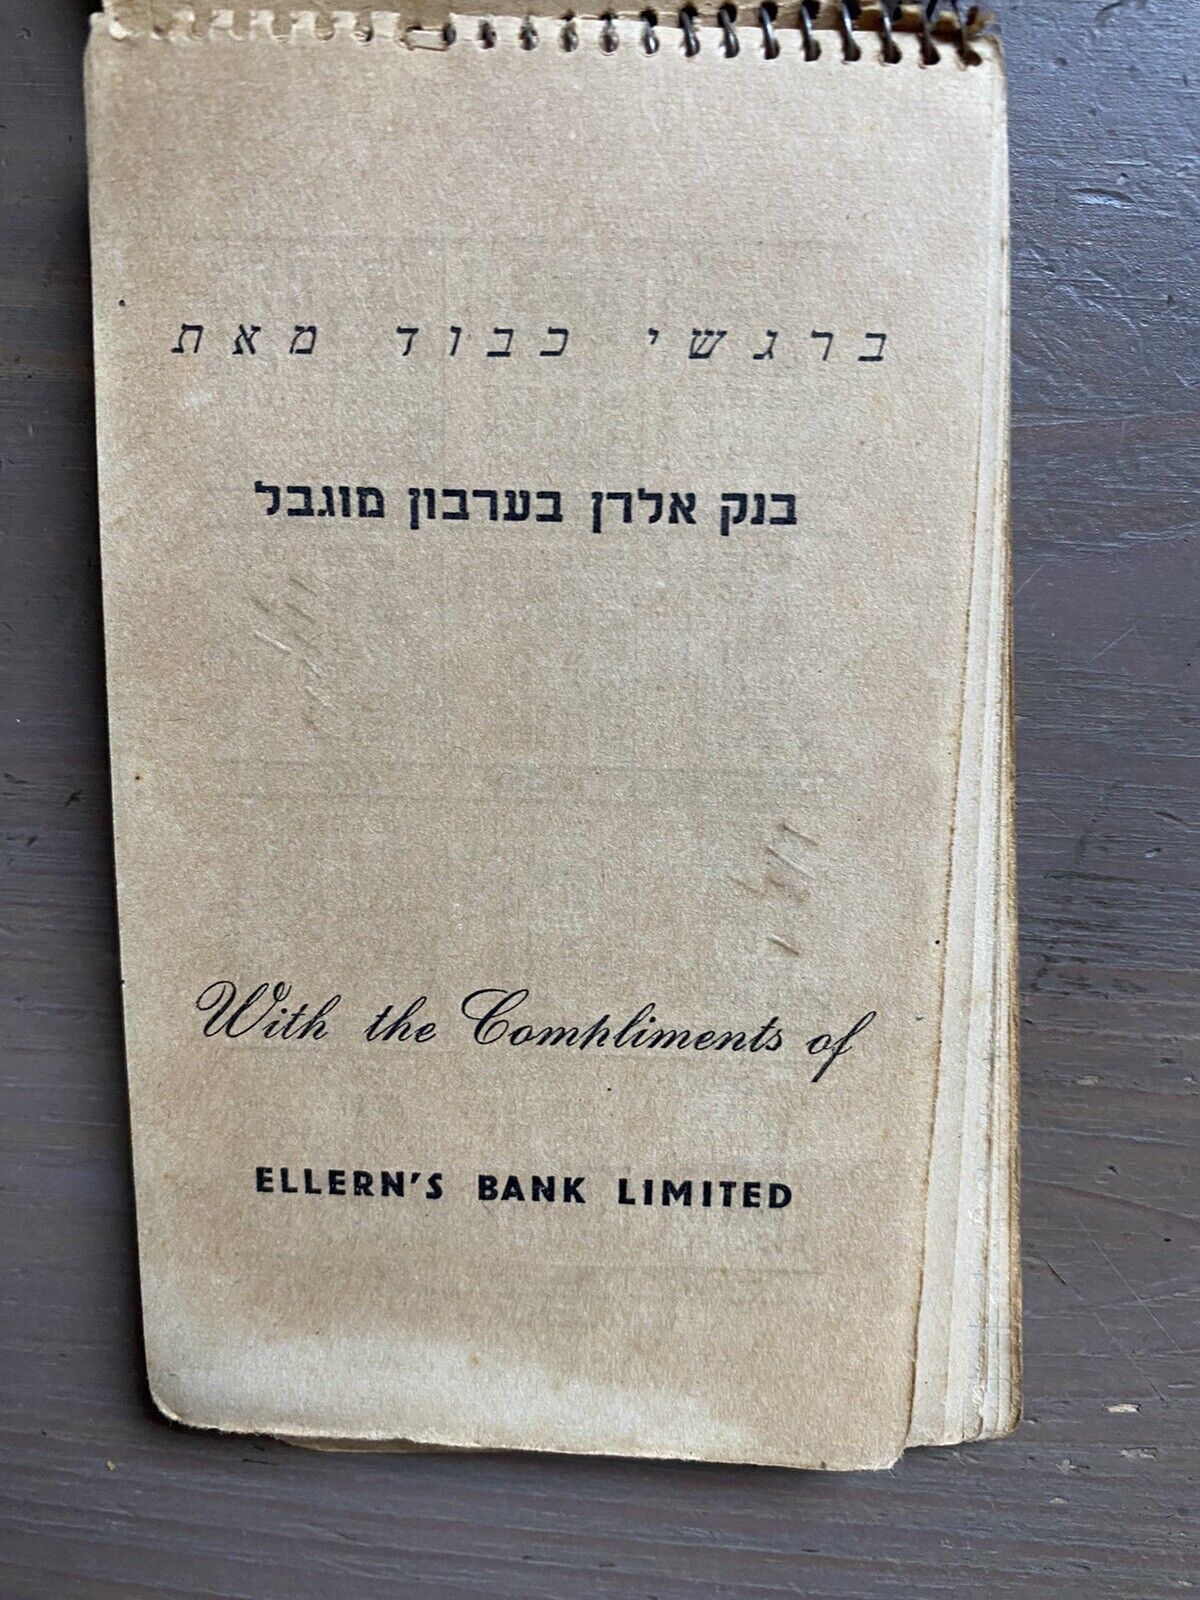 ברגשי כבוד מאת
בנק אלרן בערבון מוגבל
With the Compliments of
ELLERN'S BANK LIMITED